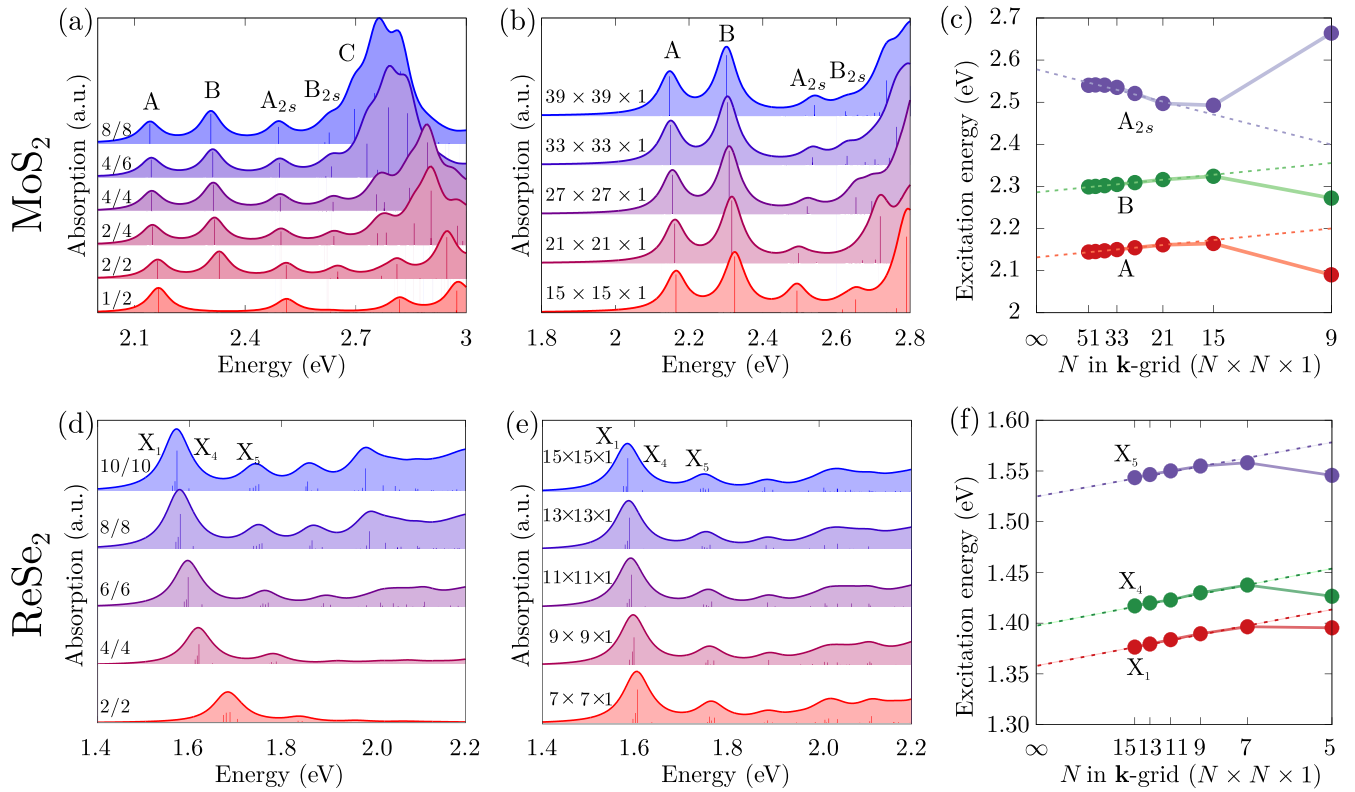 MoS2
(a)
Absorption (a.u.)
A
B
A2s
B2s
C
8/8
4/6
4/4
2/4
2/2
1/2
2.1
2.4
2.7
3
Energy (eV)
(b)
Absorption (a.u.)
A
B
A2s
B2s
39 × 39 × 1
33 × 33 × 1
27 × 27 × 1
21 × 21 × 1
15 × 15 × 1
1.8
2
2.2
2.4
2.6
2.8
Energy (eV)
(c)
Excitation energy (eV)
2.7
2.6
2.5
2.4
2.3
2.2
2.1
2
A2s
B
A
∞
51
33
21
15
9
N in k-grid (N × N × 1)
ReSe2
(d)
Absorption (a.u.)
X1
X4
X5
10/10
8/8
6/6
4/4
2/2
1.4
1.6
1.8
2.0
2.2
Energy (eV)
(e)
Absorption (a.u.)
X1
X4
X5
15×15×1
13×13×1
11×11×1
9×9×1
7×7×1
1.4
1.6
1.8
2.0
2.2
Energy (eV)
(f)
Excitation energy (eV)
1.60
1.55
1.50
1.45
1.40
1.35
1.30
X5
X4
X1
∞
15
13
11
9
7
5
N in k-grid (N × N × 1)